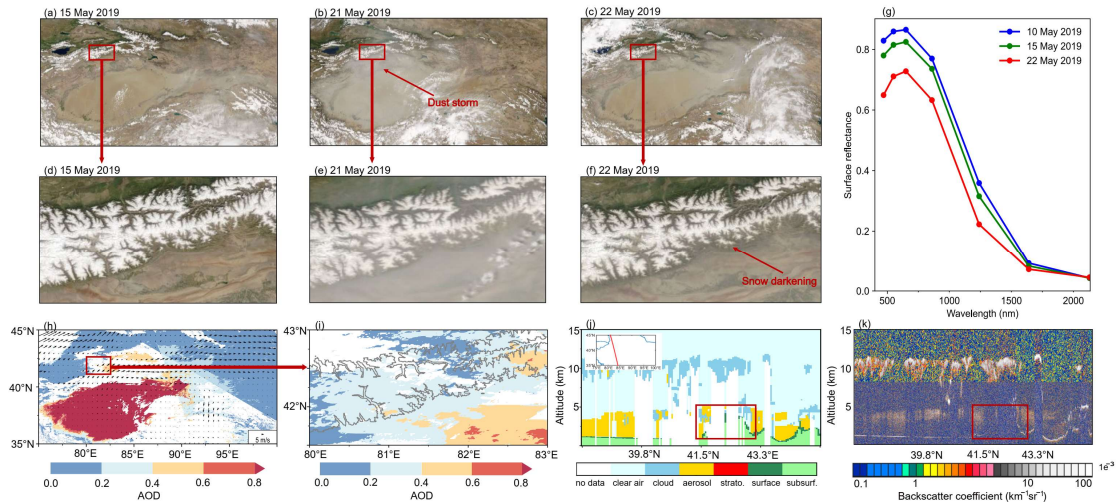 (a) 15 May 2019
(b) 21 May 2019
(c) 22 May 2019
(g)
Dust storm
10 May 2019
15 May 2019
22 May 2019
0.8
0.6
0.4
0.2
0.0
Surface reflectance
500
1000
1500
2000
Wavelength (nm)
(d) 15 May 2019
(e) 21 May 2019
(f) 22 May 2019
Snow darkening
(h)
45°N
40°N
35°N
80°E
85°E
90°E
95°E
5 m/s
0.0
0.2
0.4
0.6
0.8
AOD
(i)
43°N
42°N
80°E
81°E
82°E
83°E
0.0
0.2
0.4
0.6
0.8
AOD
(j)
15
10
5
Altitude (km)
39.8°N
41.5°N
43.3°N
no data
clear air
cloud
aerosol
strato.
surface
subsurf.
(k)
15
10
5
Altitude (km)
39.8°N
41.5°N
43.3°N
1e⁻³
0.1
1
10
100
Backscatter coefficient (km⁻¹sr⁻¹)